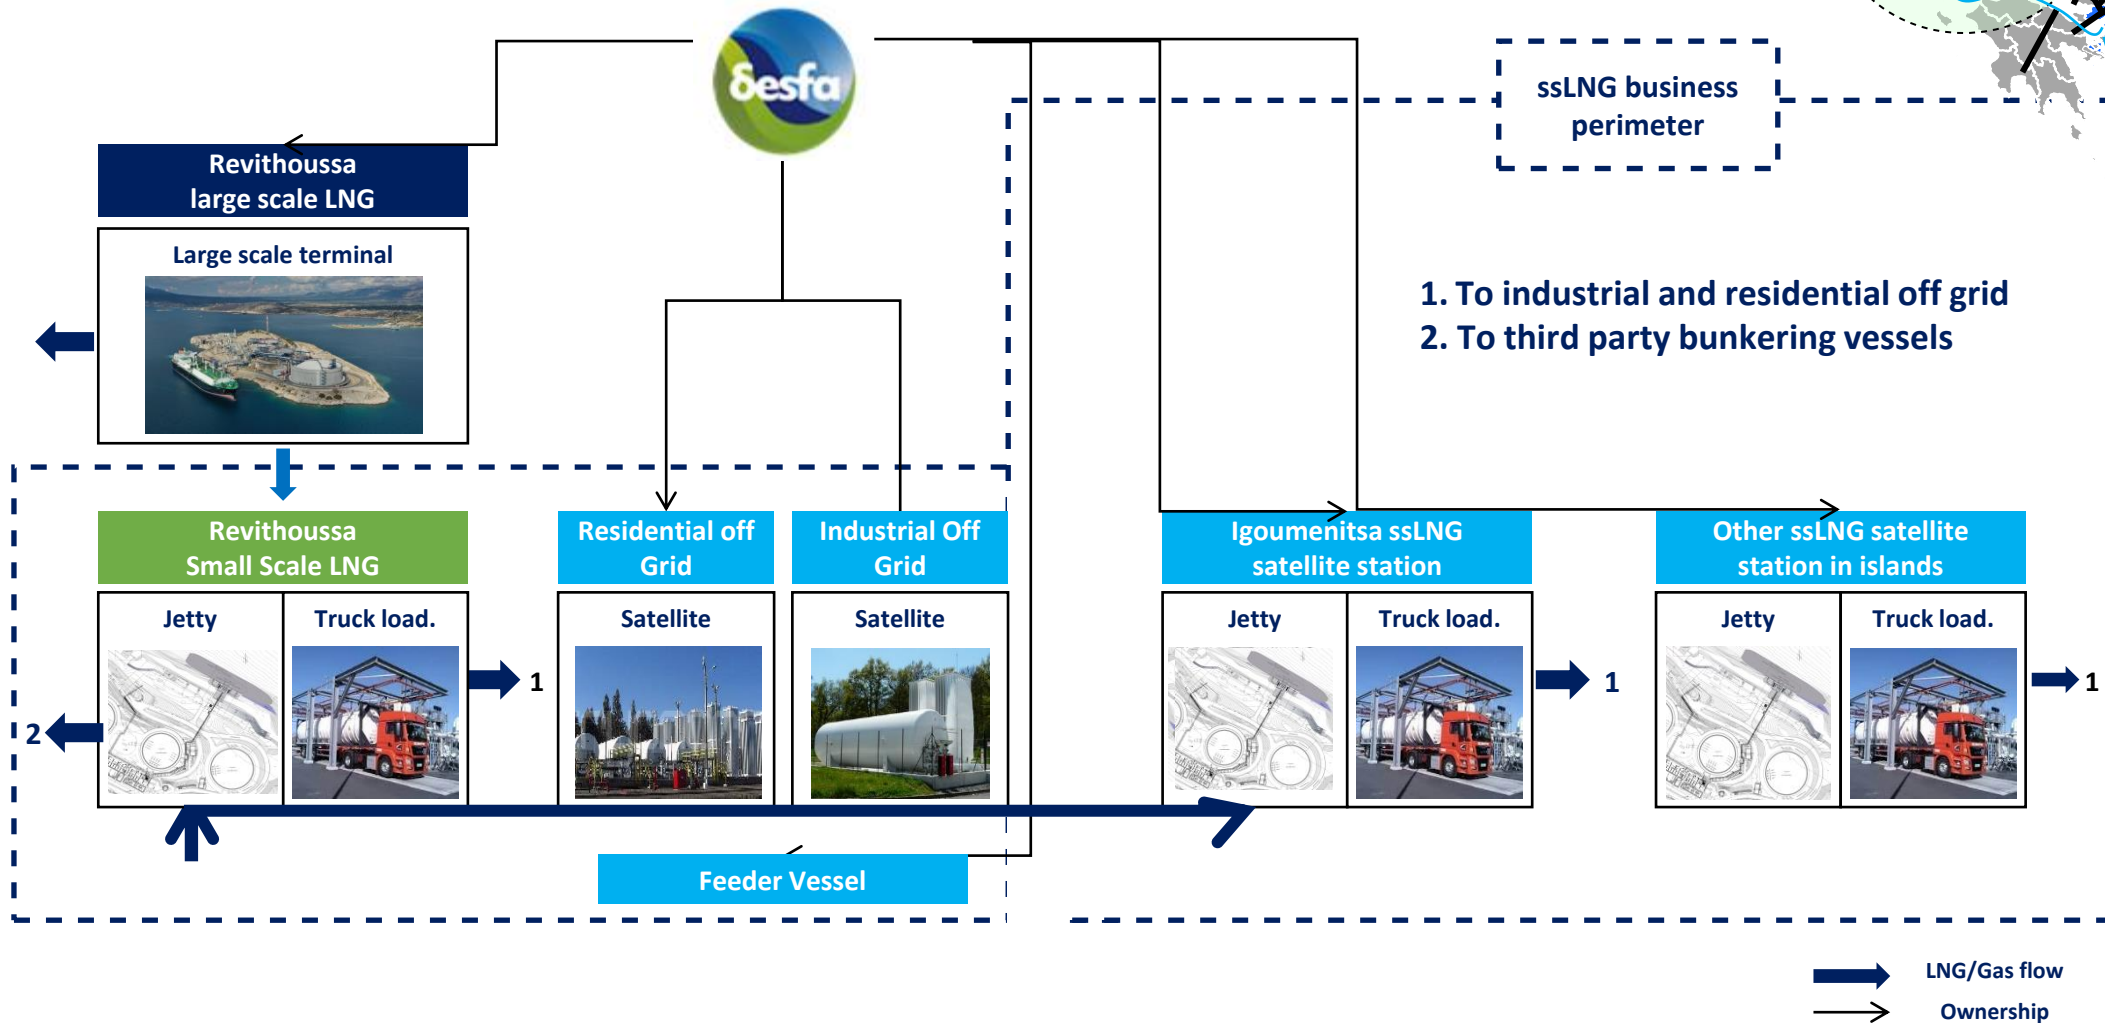 δesfa
ssLNG business
perimeter
Revithoussa
large scale LNG
Large scale terminal
1. To industrial and residential off grid
2. To third party bunkering vessels
Revithoussa
Small Scale LNG
Residential off
Grid
Industrial Off
Grid
Igoumenitsa ssLNG
satellite station
Other ssLNG satellite
station in islands
Jetty
Truck load.
Satellite
Satellite
Jetty
Truck load.
Jetty
Truck load.
1
1
1
2
Feeder Vessel
LNG/Gas flow
Ownership